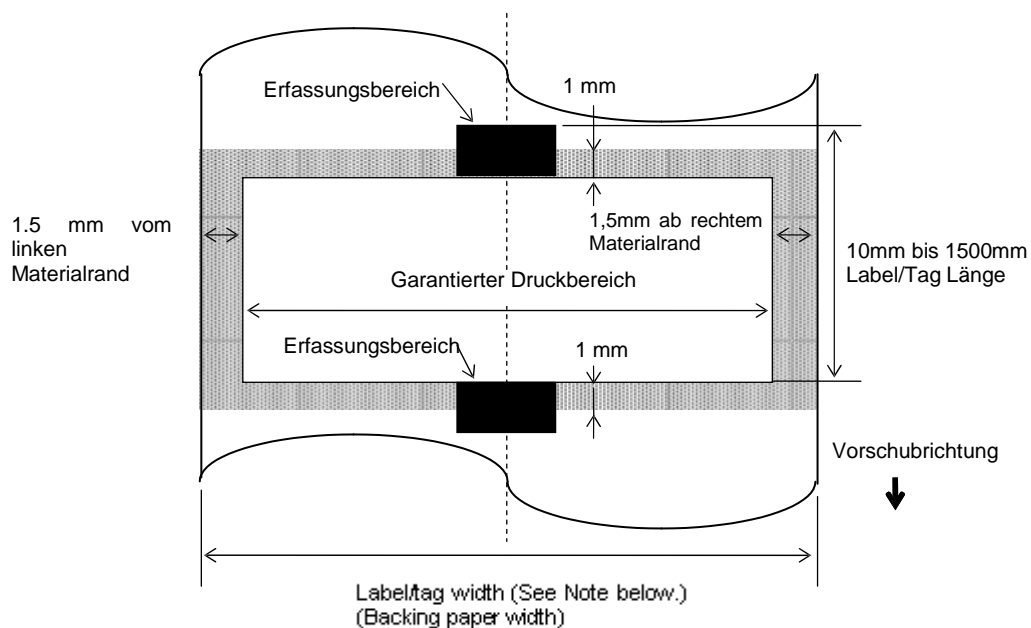 1 mm
Erfassungsbereich
1.5 mm vom
linken
Materialrand
1,5mm ab rechtem
Materialrand
10mm bis 1500mm
Label/Tag Länge
Garantierter Druckbereich
Erfassungsbereich
1 mm
Vorschubrichtung
Label/tag width (See Note below.)
(Backing paper width)